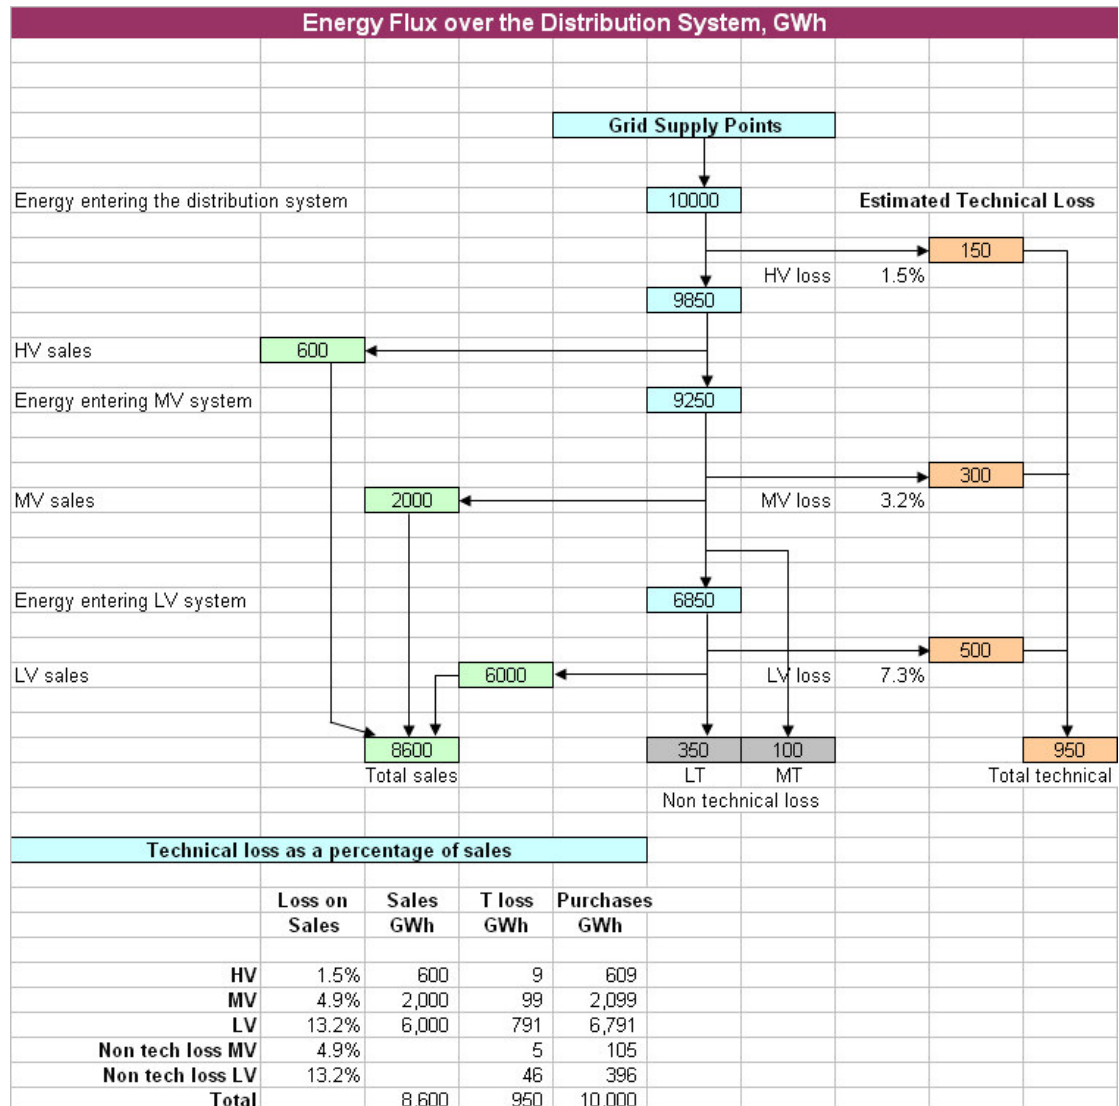 Energy Flux over the Distribution System, GWh
Grid Supply Points
Energy entering the distribution system 10000 Estimated Technical Loss
150
HV loss 1.5%
9850
HV sales 600
Energy entering MV system 9250
300
MV sales 2000 MV loss 3.2%
Energy entering LV system 6850
500
LV sales 6000 LV loss 7.3%
8600 350 100 950
Total sales LT MT Total technical
Non technical loss
Technical loss as a percentage of sales
Loss on Sales T loss Purchases
Sales GWh GWh GWh
HV 1.5% 600 9 609
MV 4.9% 2,000 99 2,099
LV 13.2% 6,000 791 6,791
Non tech loss MV 4.9% 5 105
Non tech loss LV 13.2% 46 396
Total 8,600 950 10,000